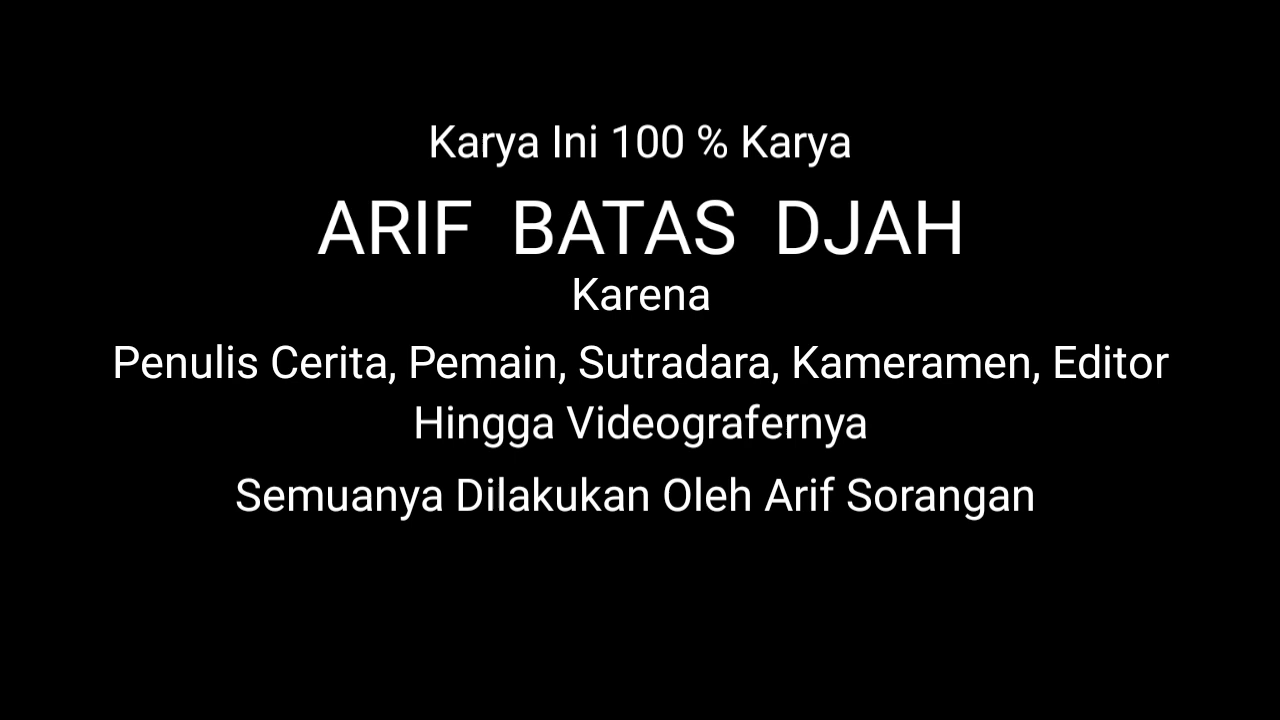 Karya Ini 100 % Karya
ARIF BATAS DJAH
Karena
Penulis Cerita, Pemain, Sutradara, Kameramen, Editor
Hingga Videografernya
Semuanya Dilakukan Oleh Arif Sorangan